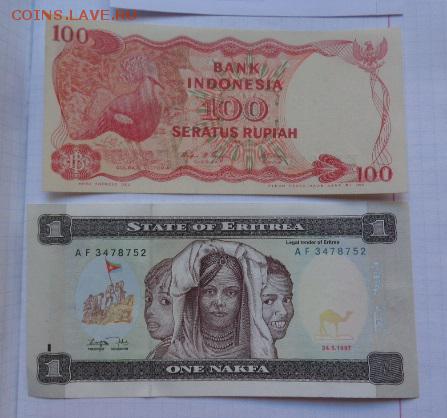 COINS.LAVE.RU
100
BANK
INDONESIA
100
SERATUS RUPIAH
100
STATE OF ERITREA
1
1
Legal tender of Eritrea
AF 3478752
AF 3478752
24.5.1997
1
1
ONE NAKFA